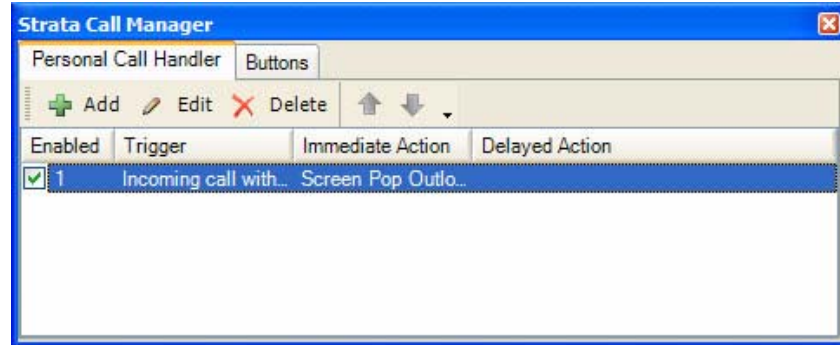 Strata Call Manager
Personal Call Handler Buttons
Add Edit Delete
Enabled Trigger Immediate Action Delayed Action
1 Incoming call with... Screen Pop Outlo...